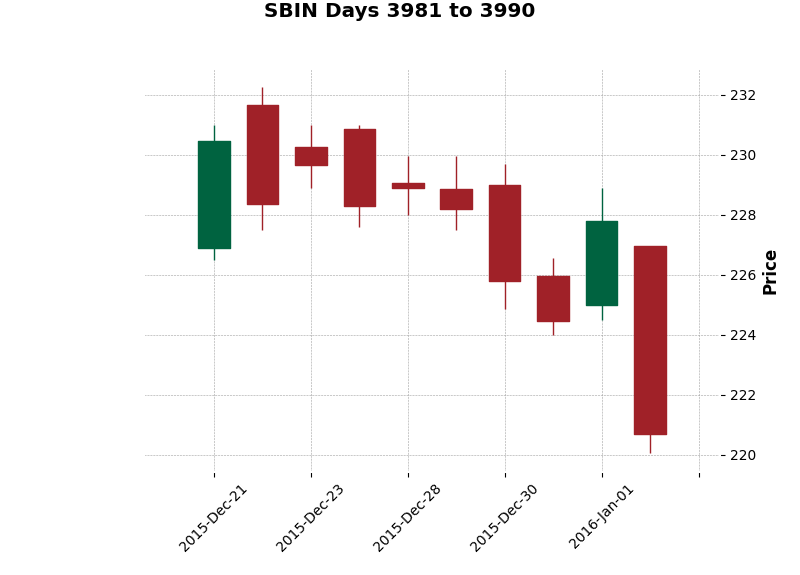 SBIN Days 3981 to 3990
232
230
228
226
224
222
220
Price
2015-Dec-21
2015-Dec-23
2015-Dec-28
2015-Dec-30
2016-Jan-01